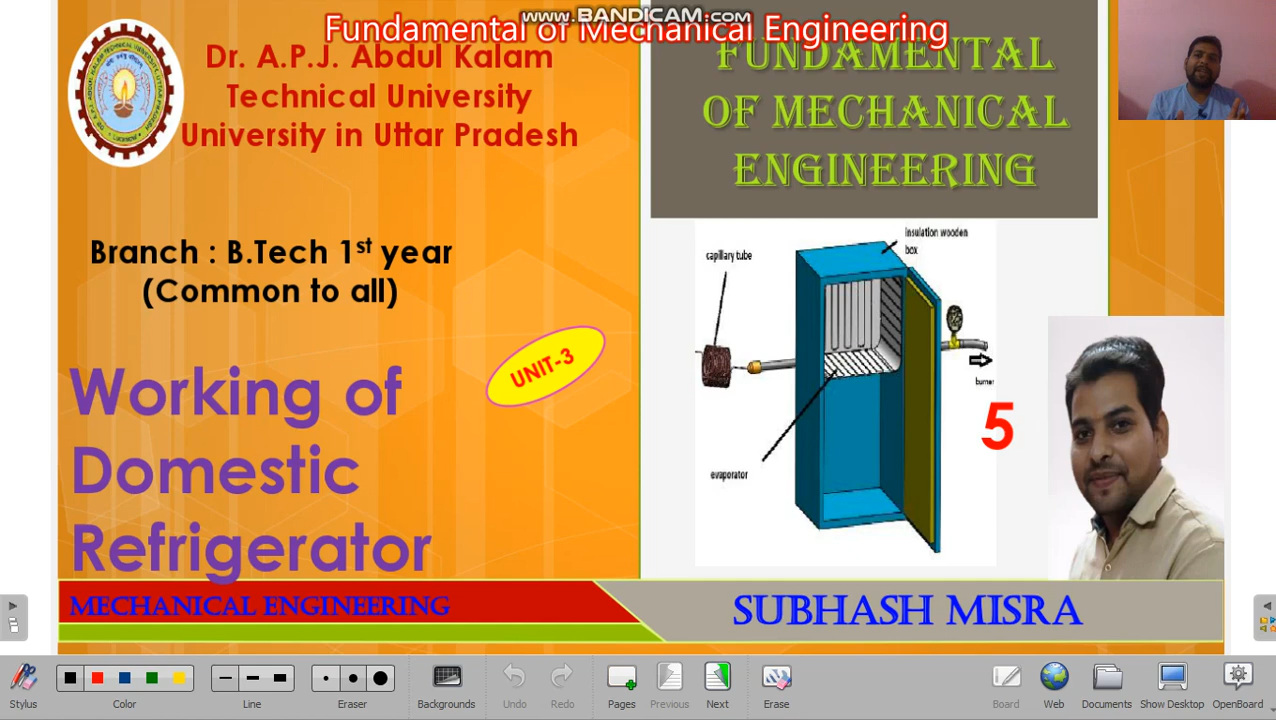 www.BANDICAM.com
Fundamental of Mechanical Engineering
Dr. A.P.J. Abdul Kalam
Technical University
University in Uttar Pradesh
FUNDAMENTAL
OF MECHANICAL
ENGINEERING
Branch : B.Tech 1st year
(Common to all)
UNIT-3
Working of
Domestic
Refrigerator
insulation wooden
box
capillary tube
burner
evaporator
5
MECHANICAL ENGINEERING
SUBHASH MISRA
Stylus
Color
Line
Eraser
Backgrounds
Undo
Redo
Pages
Previous
Next
Erase
Board
Web
Documents
Show Desktop
OpenBoard